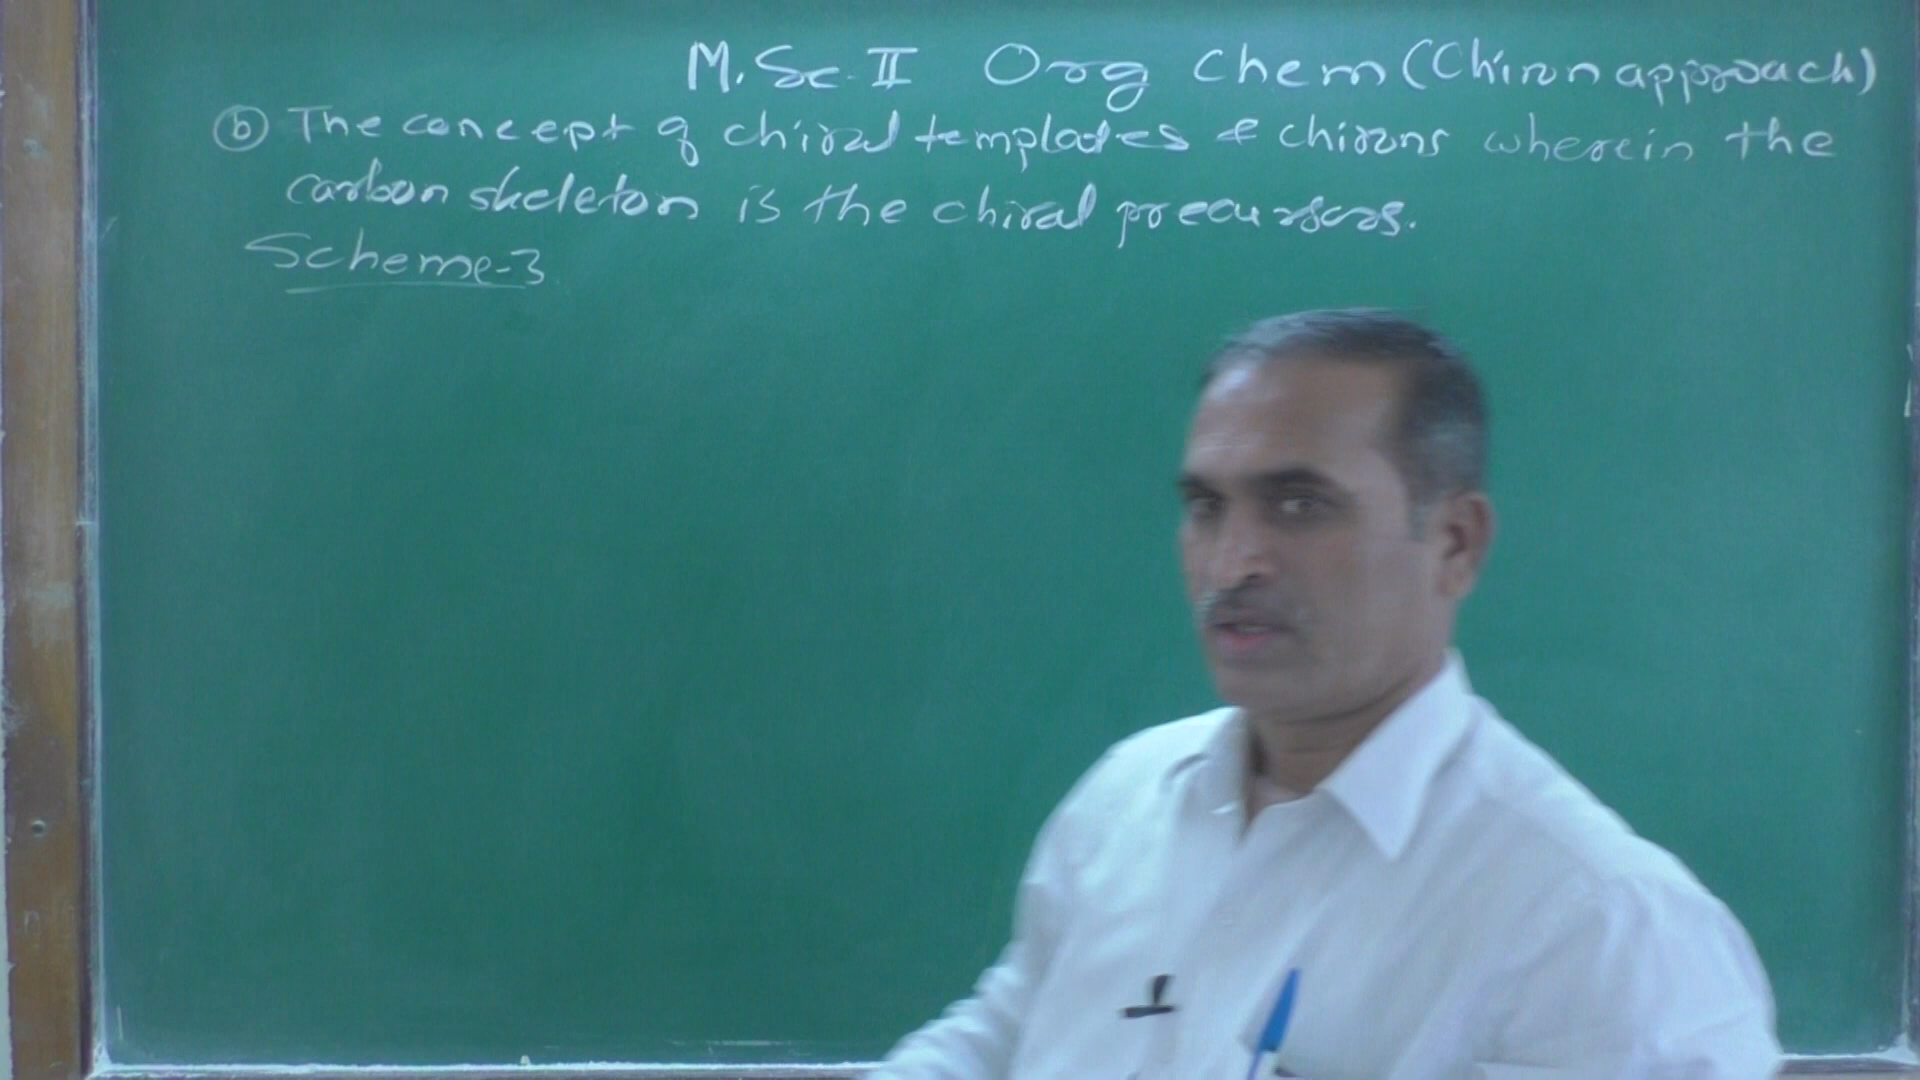 M.Sc. II Org Chem (Chiron approach)
(b) The concept of chiral templates & chirons wherein the
carbon skeleton is the chiral precursors.
Scheme-3